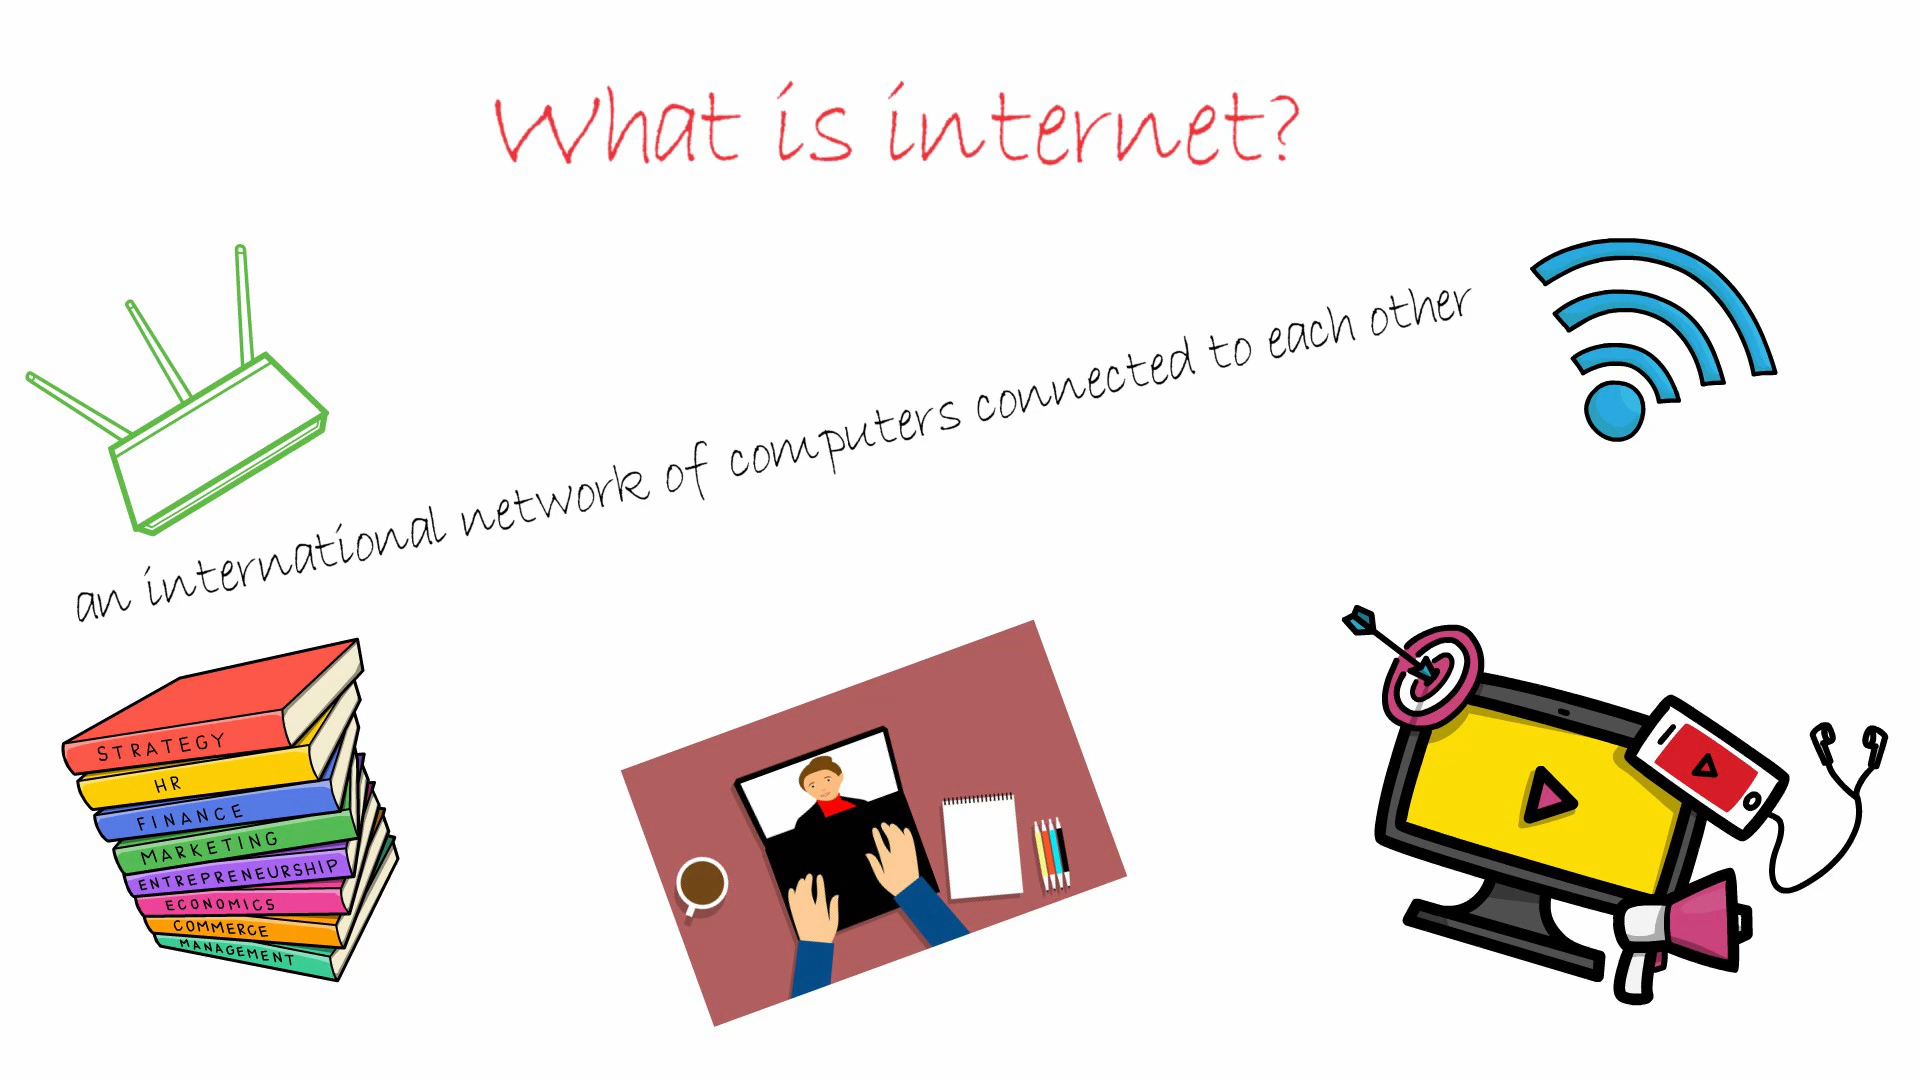 What is internet?
an international network of computers connected to each other
STRATEGY
HR
FINANCE
MARKETING
ENTREPRENEURSHIP
ECONOMICS
COMMERCE
MANAGEMENT